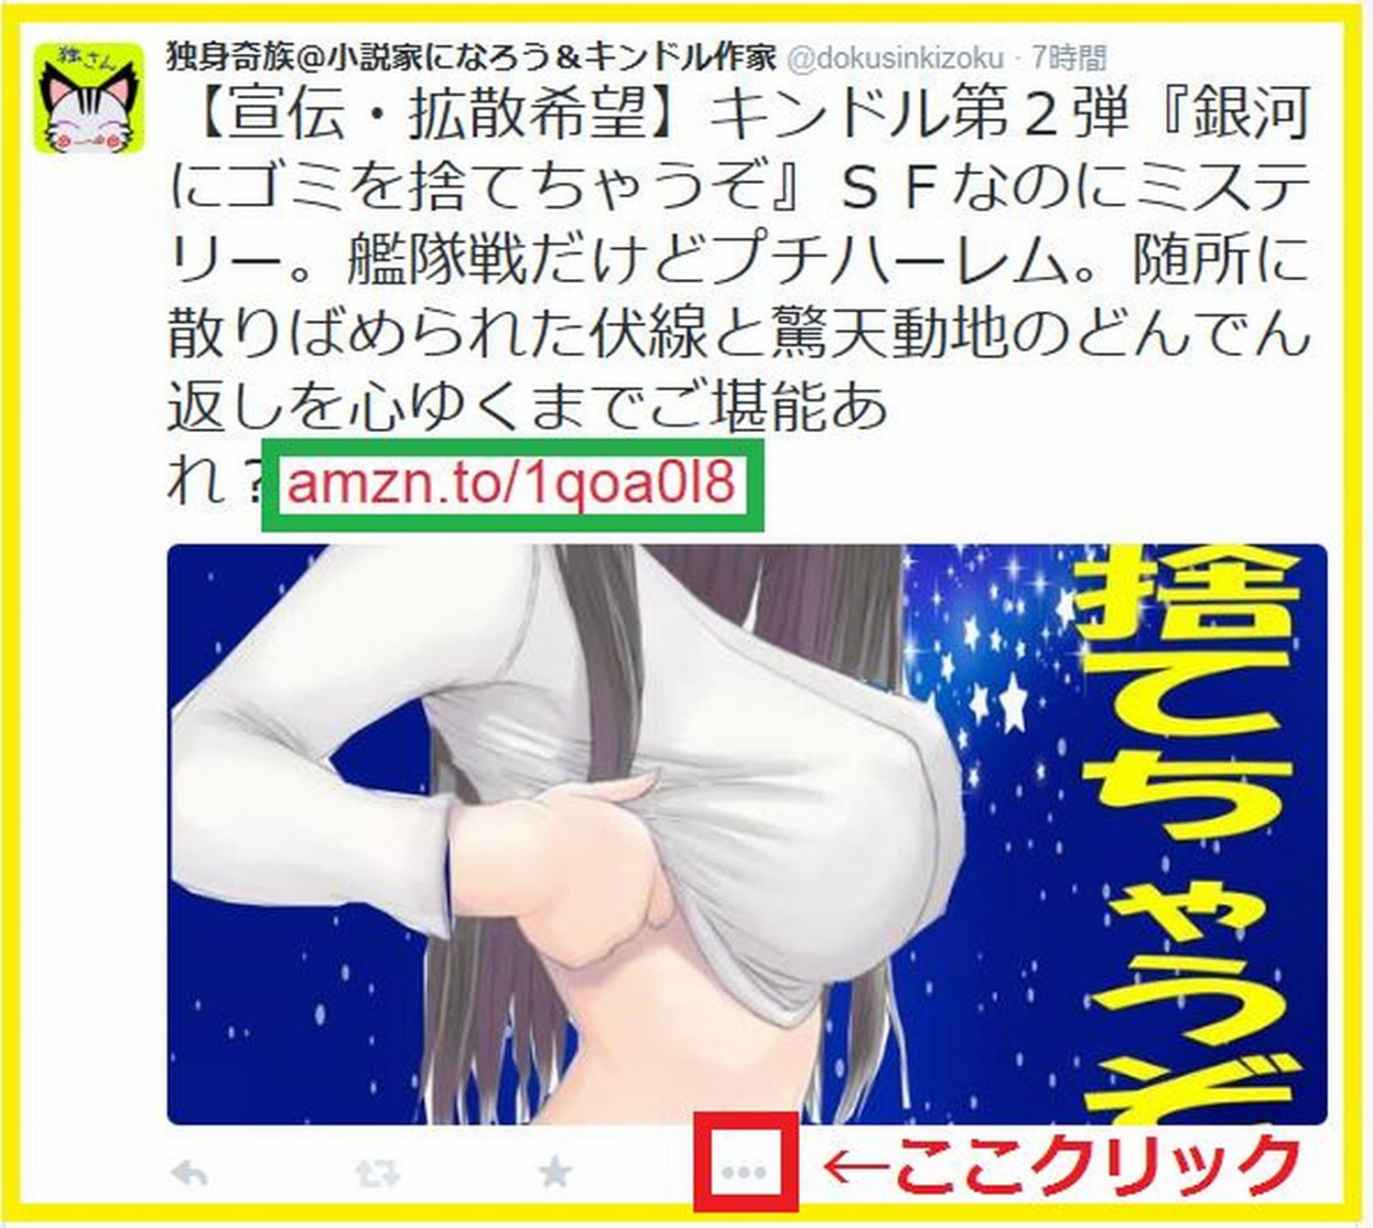 独さん
独身奇族@小説家になろう&キンドル作家 @dokusinkizoku · 7時間
【宣伝・拡散希望】キンドル第2弾『銀河
にゴミを捨てちゃうぞ』SFなのにミステ
リー。艦隊戦だけどプチハーレム。随所に
散りばめられた伏線と驚天動地のどんでん
返しを心ゆくまでご堪能あ
れ?amzn.to/1qoa0l8
捨てちゃうぞ
←ここクリック